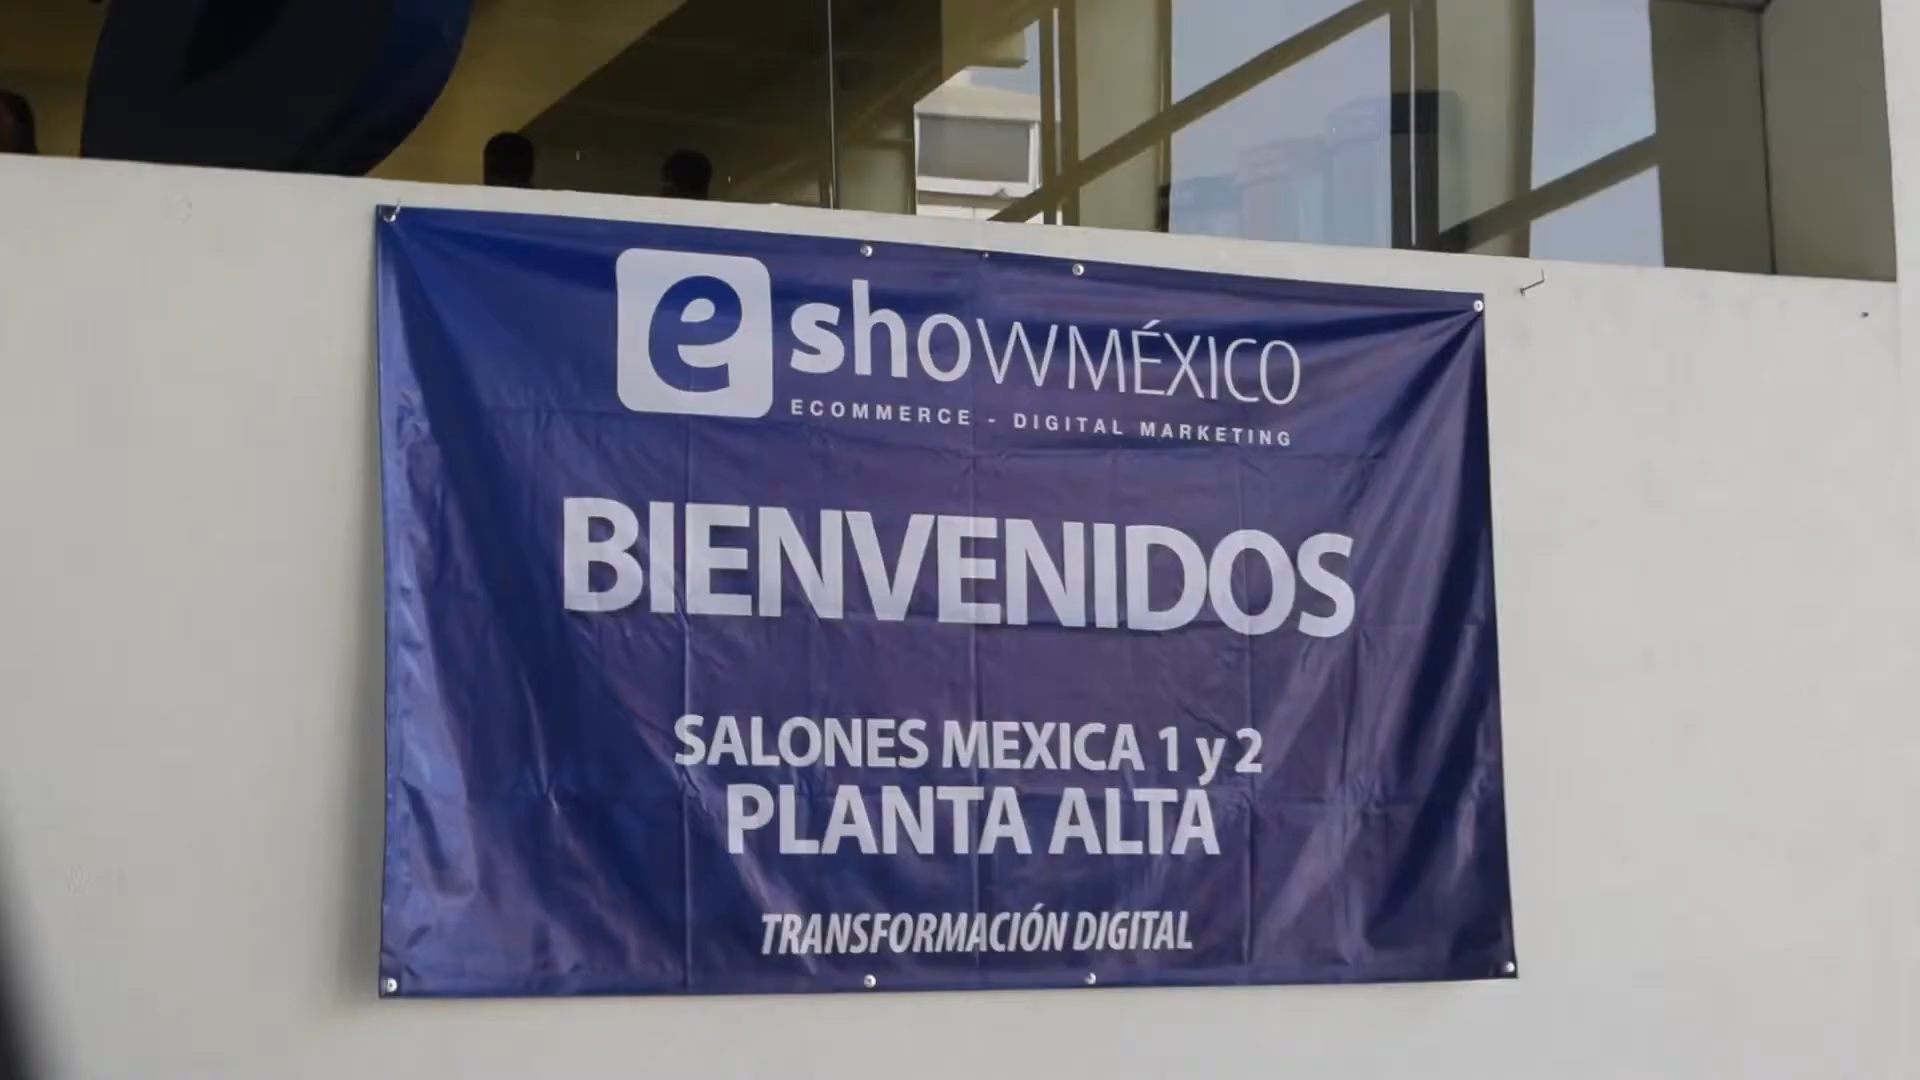 eshowMÉXICO
ECOMMERCE - DIGITAL MARKETING
BIENVENIDOS
SALONES MEXICA 1 y 2
PLANTA ALTA
TRANSFORMACIÓN DIGITAL